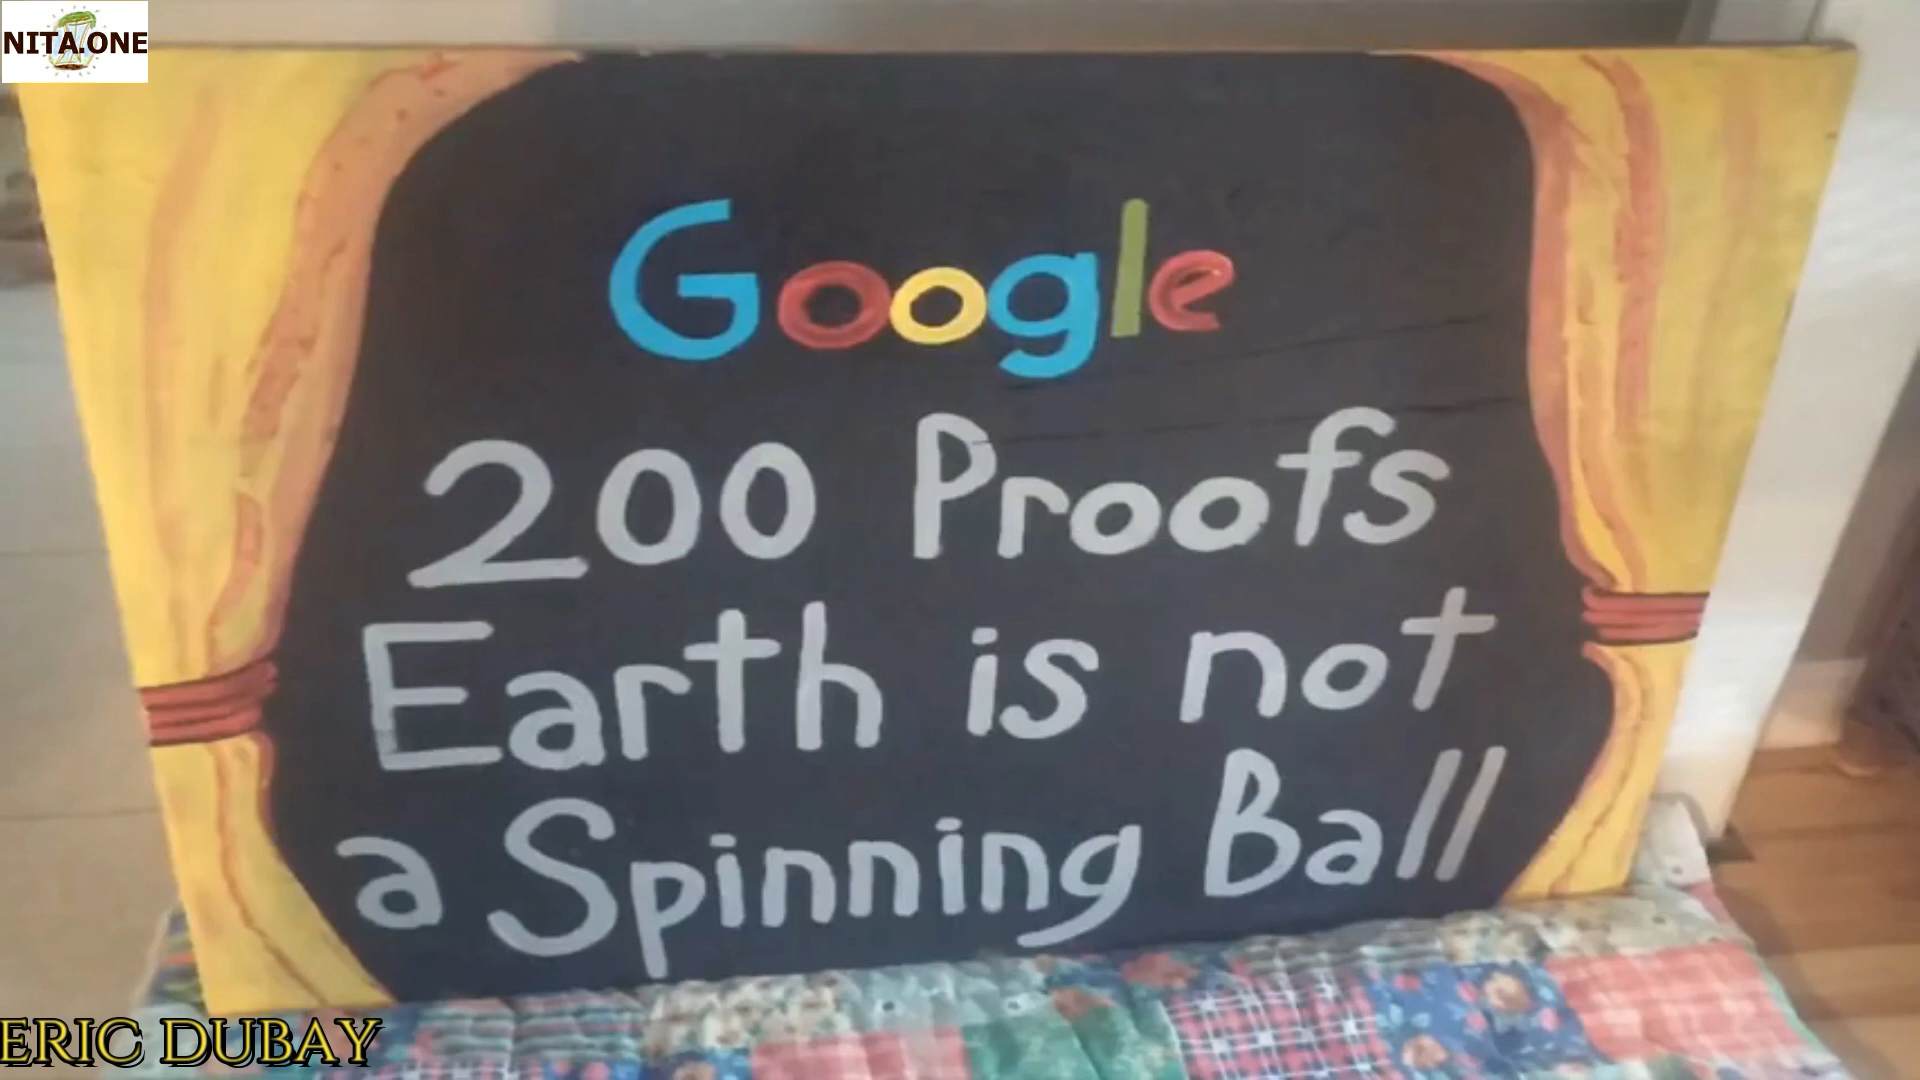 NITA.ONE
Google
200 Proofs
Earth is not
a Spinning Ball
ERIC DUBAY